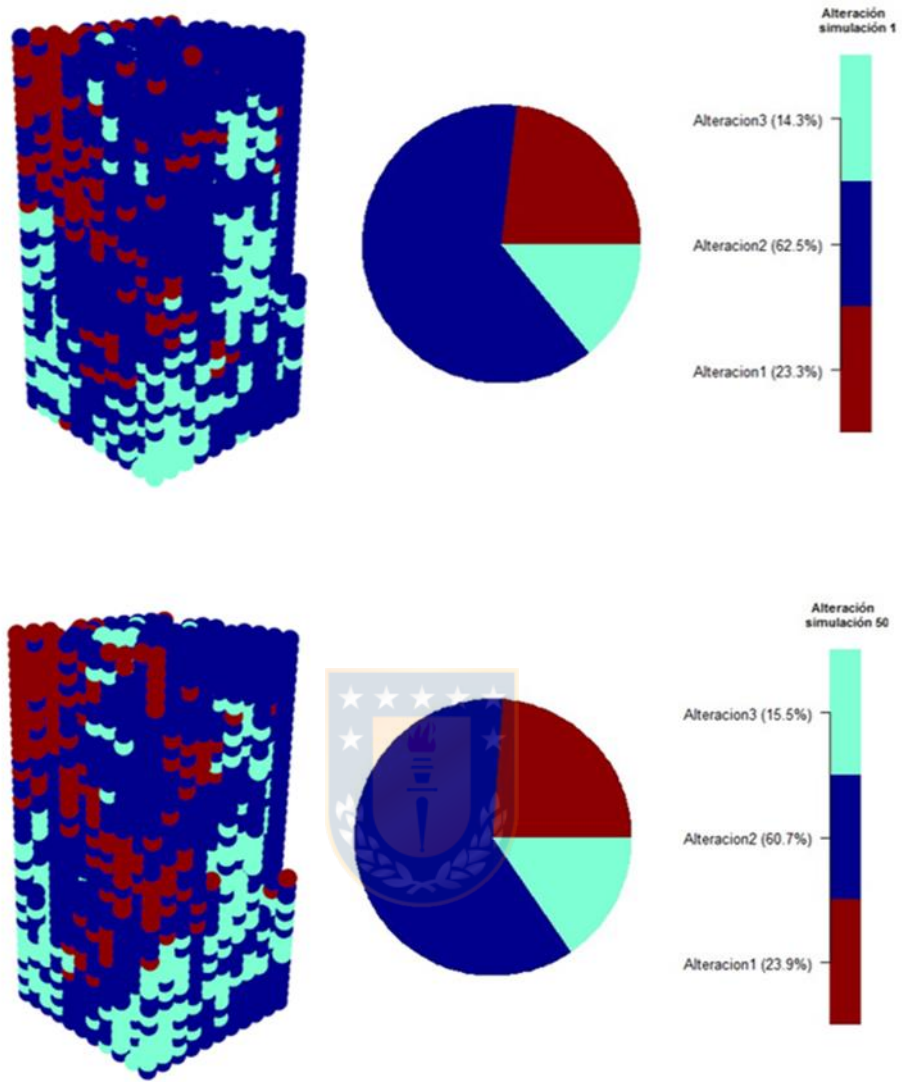 Alteración
simulación 1
Alteracion3 (14.3%)
Alteracion2 (62.5%)
Alteracion1 (23.3%)
Alteración
simulación 50
Alteracion3 (15.5%)
Alteracion2 (60.7%)
Alteracion1 (23.9%)